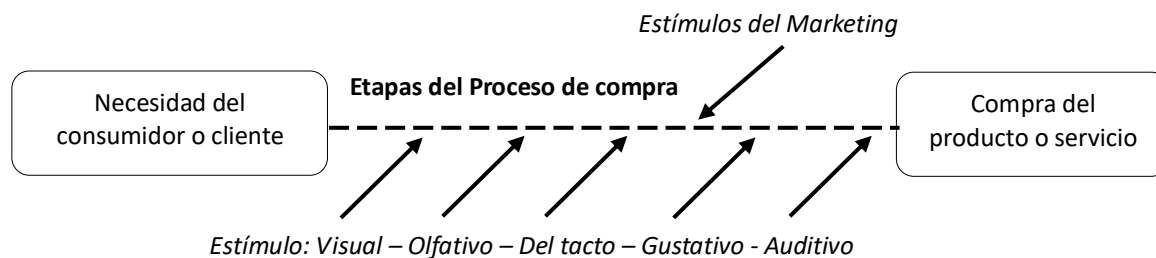 Estímulos del Marketing
Etapas del Proceso de compra
Necesidad del
consumidor o cliente
Compra del
producto o servicio
Estímulo: Visual – Olfativo – Del tacto – Gustativo - Auditivo